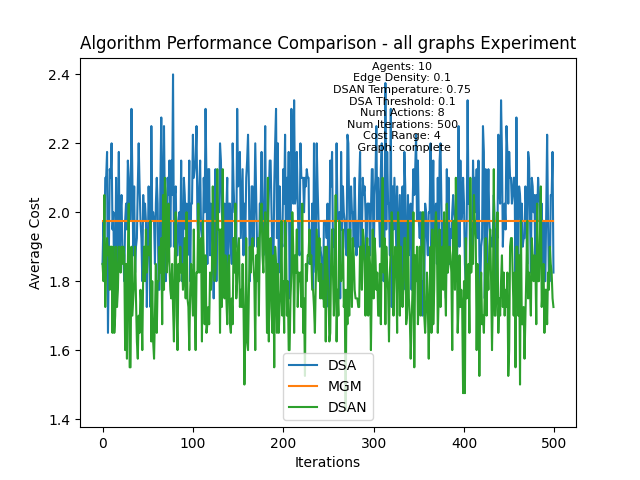 Algorithm Performance Comparison - all graphs Experiment
Agents: 10
Edge Density: 0.1
DSAN Temperature: 0.75
DSA Threshold: 0.1
Num Actions: 8
Num Iterations: 500
Cost Range: 4
Graph: complete
2.4
2.2
2.0
1.8
1.6
1.4
Average Cost
DSA
MGM
DSAN
0
100
200
300
400
500
Iterations